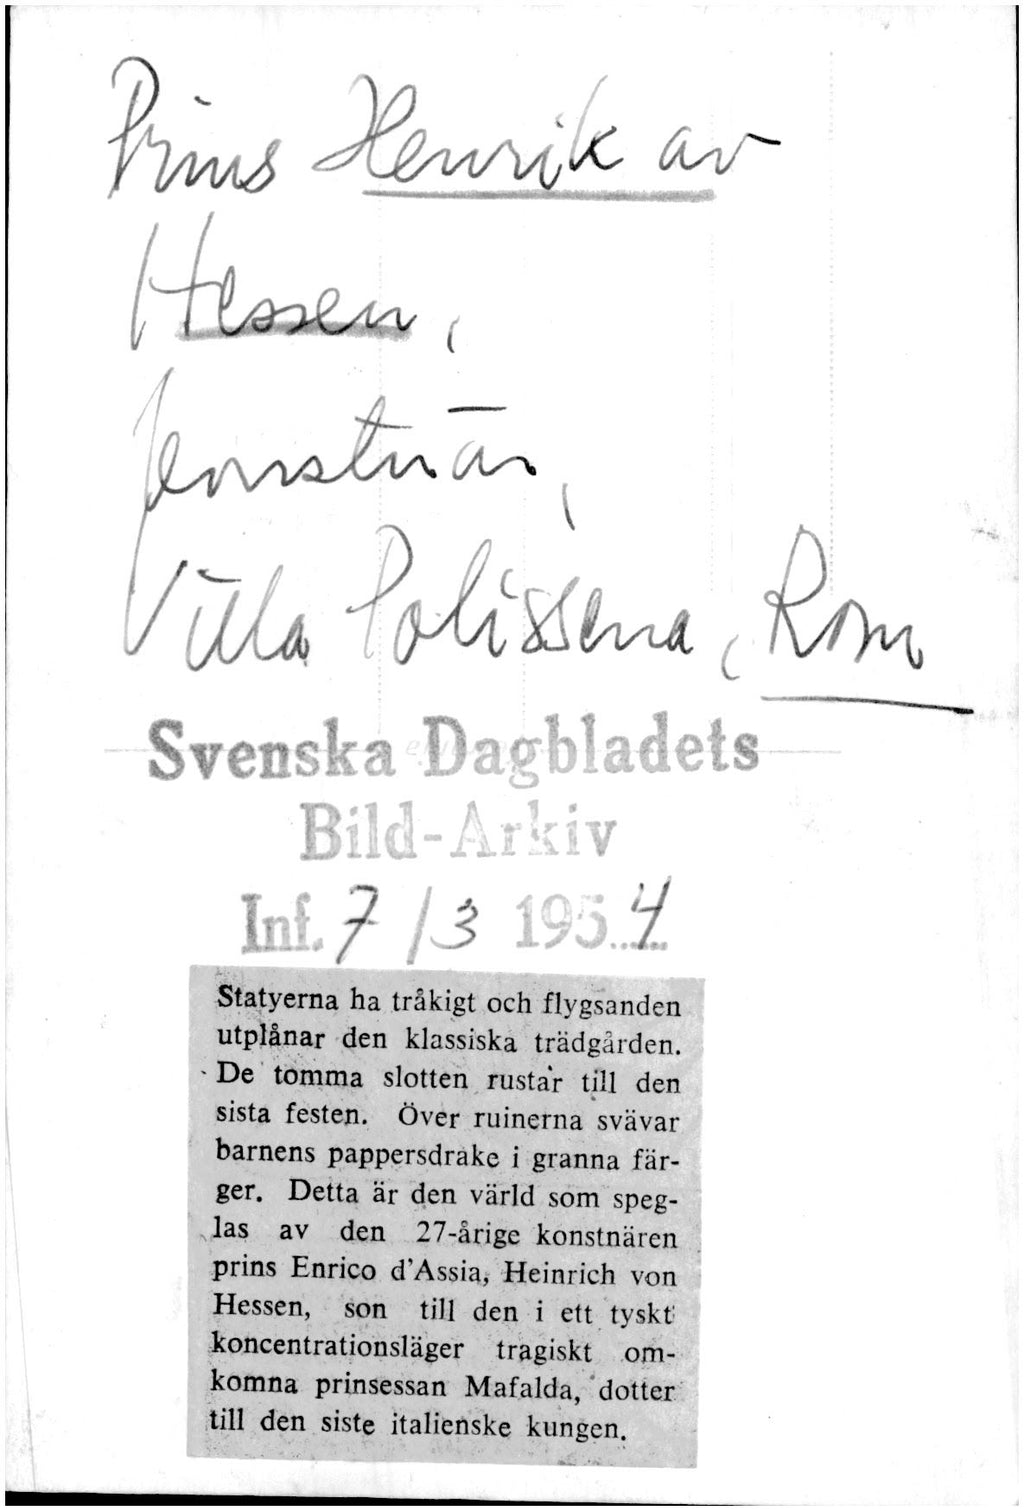 Prins Henrik av
Hessen,
konstnär,
Villa Polissena, Rom
Svenska Dagbladets
Bild-Arkiv
Inf. 7/3 1954
Statyerna ha tråkigt och flygsanden
utplånar den klassiska trädgården.
De tomma slotten rustar till den
sista festen. Över ruinerna svävar
barnens pappersdrake i granna fär-
ger. Detta är den värld som speg-
las av den 27-årige konstnären
prins Enrico d'Assia, Heinrich von
Hessen, son till den i ett tyskt
koncentrationsläger tragiskt om-
komna prinsessan Mafalda, dotter
till den siste italienske kungen.